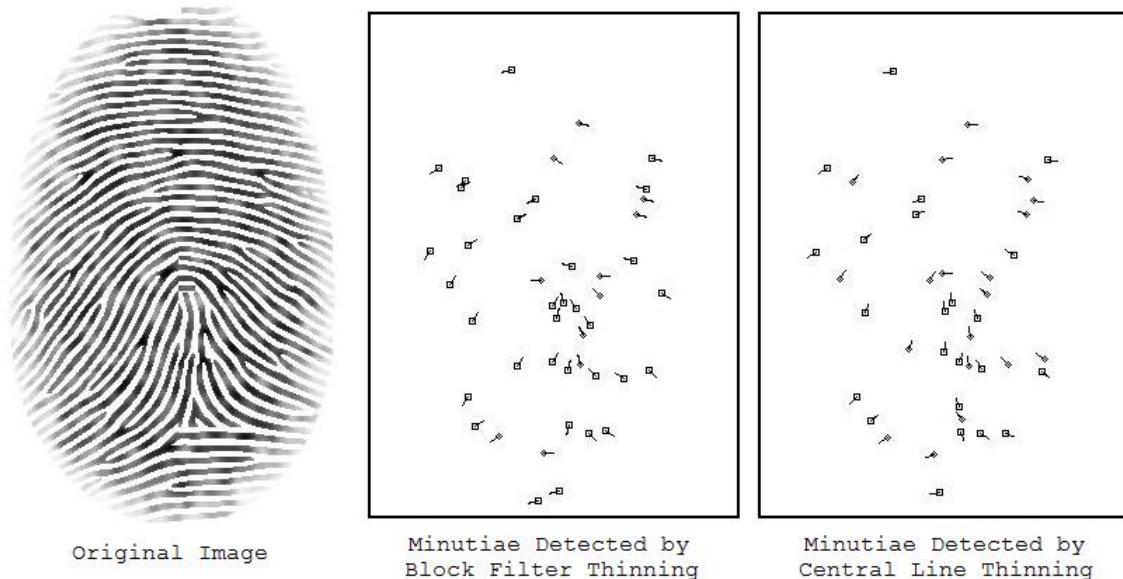 Original Image
Minutiae Detected by
Block Filter Thinning
Minutiae Detected by
Central Line Thinning